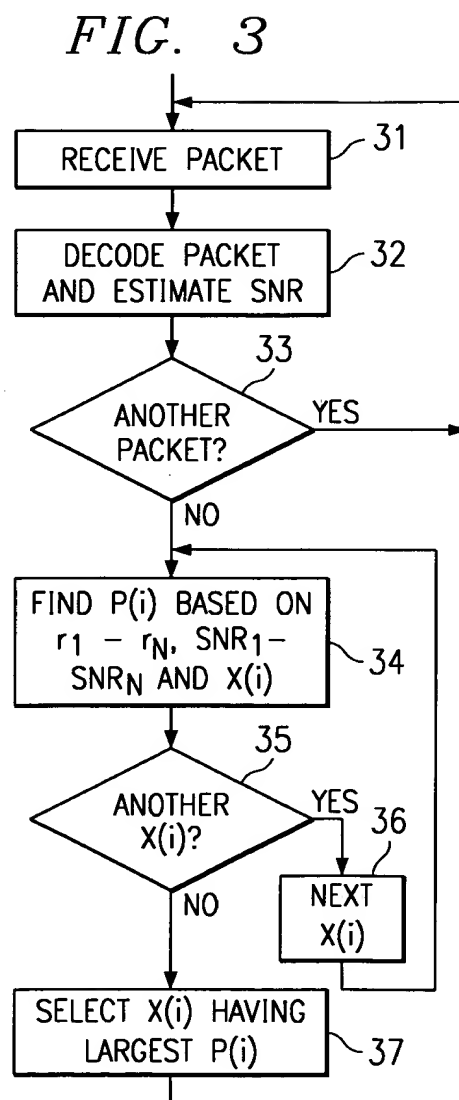 FIG. 3
RECEIVE PACKET
31
DECODE PACKET
AND ESTIMATE SNR
32
33
ANOTHER
PACKET?
YES
NO
FIND P(i) BASED ON
r1 – rN, SNR1–
SNRN AND X(i)
34
35
ANOTHER
X(i)?
YES
36
NO
NEXT
X(i)
SELECT X(i) HAVING
LARGEST P(i)
37